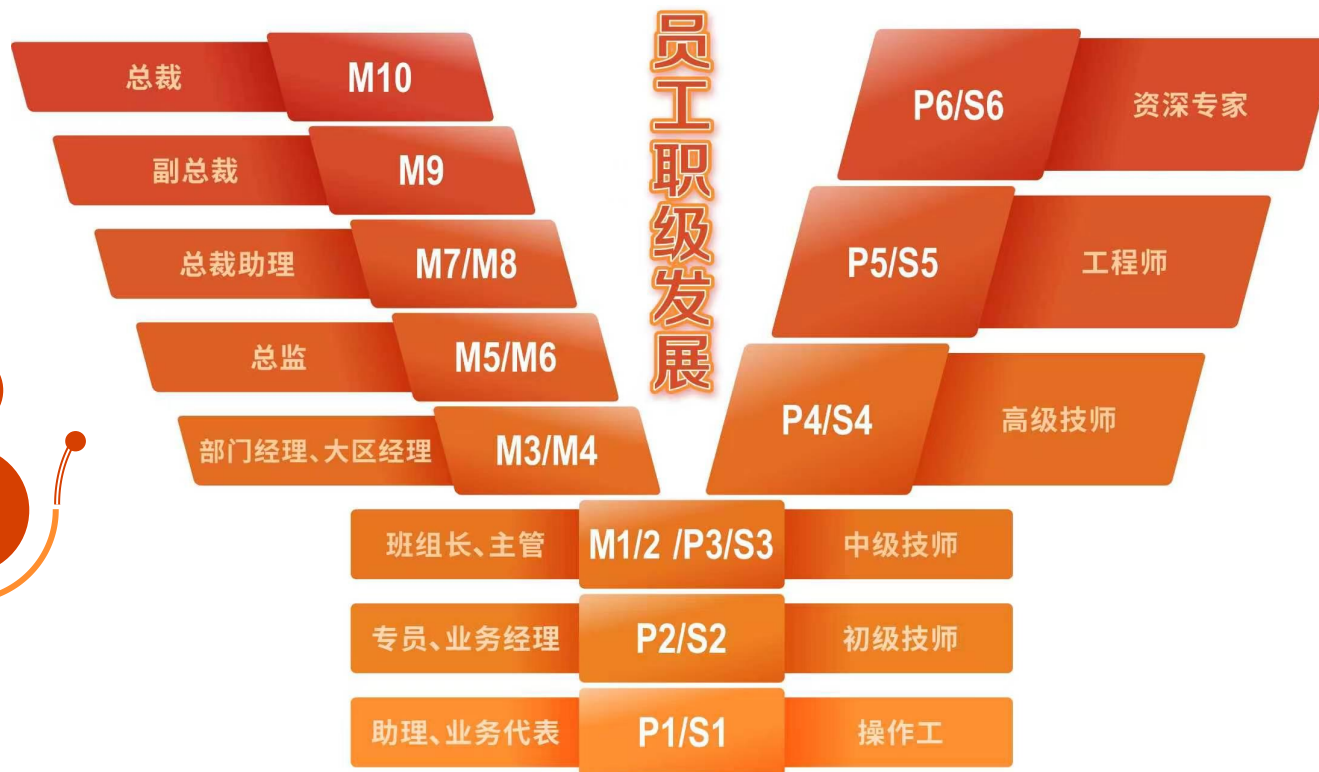 员工职级发展
总裁 M10
副总裁 M9
总裁助理 M7/M8
总监 M5/M6
部门经理、大区经理 M3/M4
P6/S6 资深专家
P5/S5 工程师
P4/S4 高级技师
班组长、主管 M1/2 /P3/S3 中级技师
专员、业务经理 P2/S2 初级技师
助理、业务代表 P1/S1 操作工